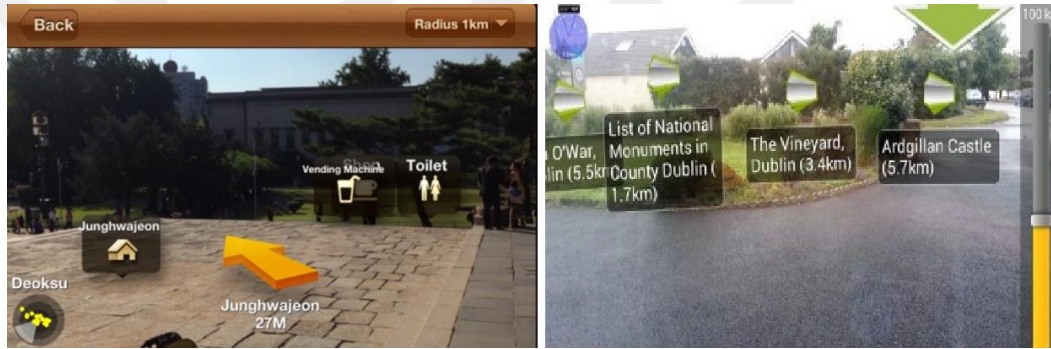 Back
Radius 1km
Shop
Vending Machine
Toilet
Junghwajeon
Deoksu
Junghwajeon
27M
100 k
O'War,
lin (5.5km
List of National
Monuments in
County Dublin (
1.7km)
The Vineyard,
Dublin (3.4km)
Ardgillan Castle
(5.7km)